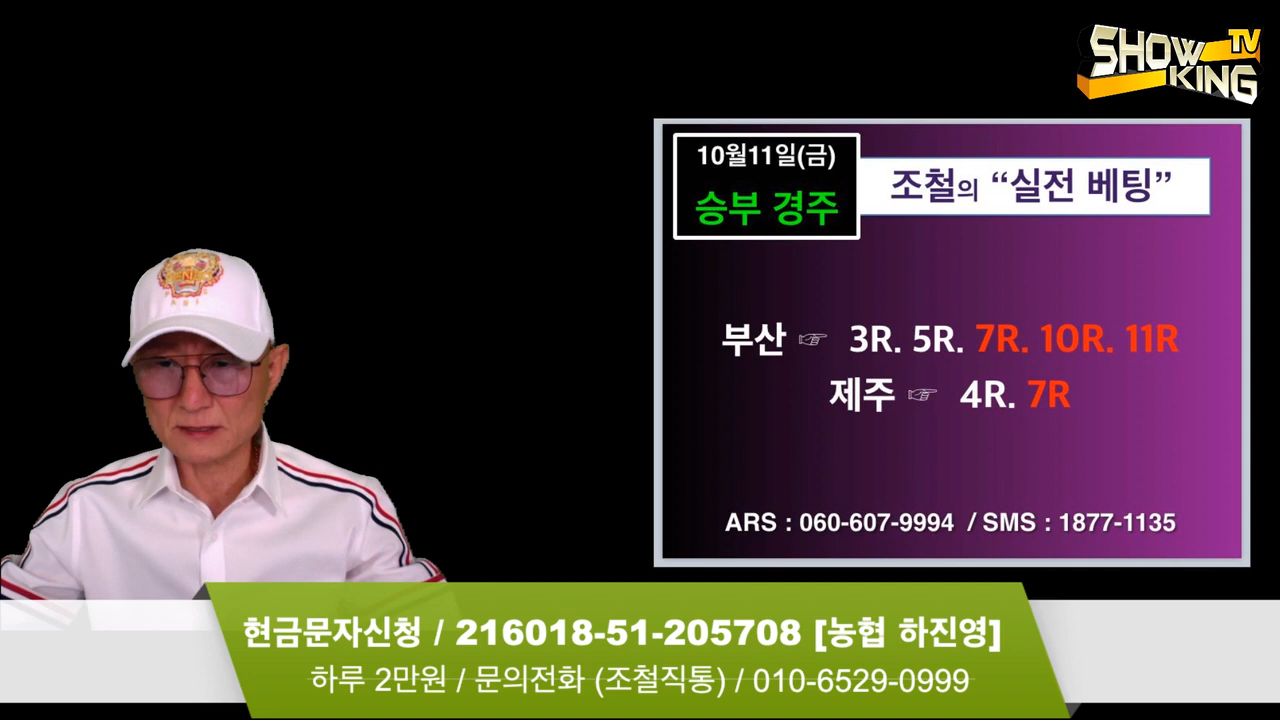 SHOW TV
KING
10월11일(금)
승부 경주
조철의 “실전 베팅”
부산 ☞ 3R. 5R. 7R. 10R. 11R
제주 ☞ 4R. 7R
ARS : 060-607-9994 / SMS : 1877-1135
현금문자신청 / 216018-51-205708 [농협 하진영]
하루 2만원 / 문의전화 (조철직통) / 010-6529-0999